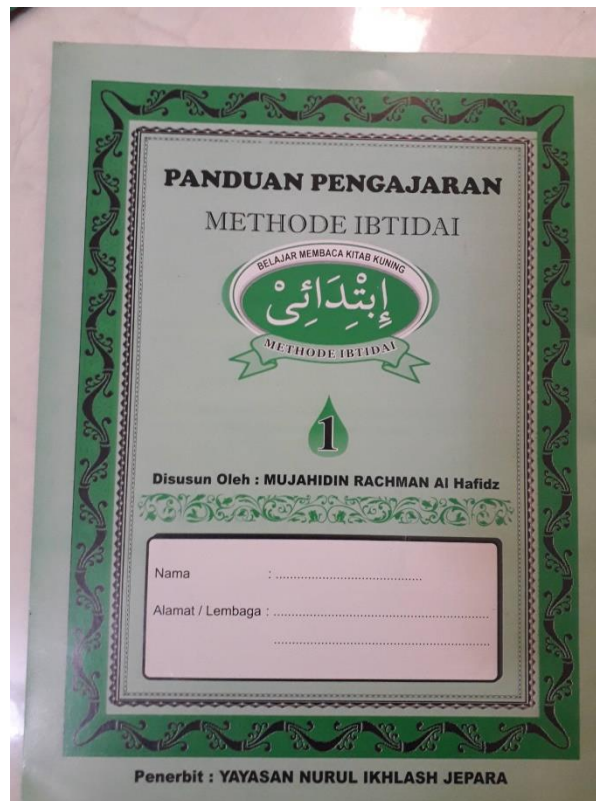 PANDUAN PENGAJARAN
METHODE IBTIDAI
BELAJAR MEMBACA KITAB KUNING
إِبْتِدَائِىْ
METHODE IBTIDAI
1
Disusun Oleh : MUJAHIDIN RACHMAN Al Hafidz
Nama : ........................................
Alamat / Lembaga : ...........................................................
...........................................................
Penerbit : YAYASAN NURUL IKHLASH JEPARA